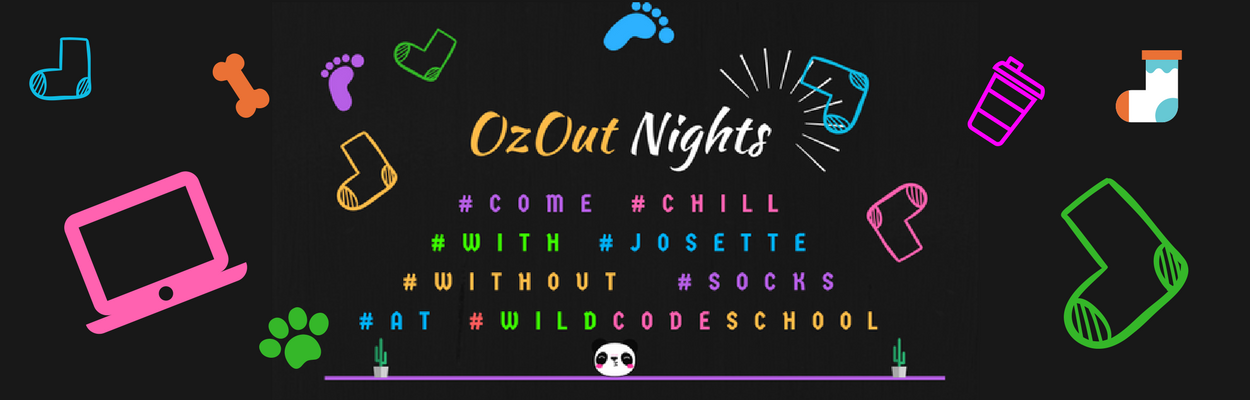 OzOut Nights
#COME #CHILL
#WITH #JOSETTE
#WITHOUT #SOCKS
#AT #WILDCODESCHOOL